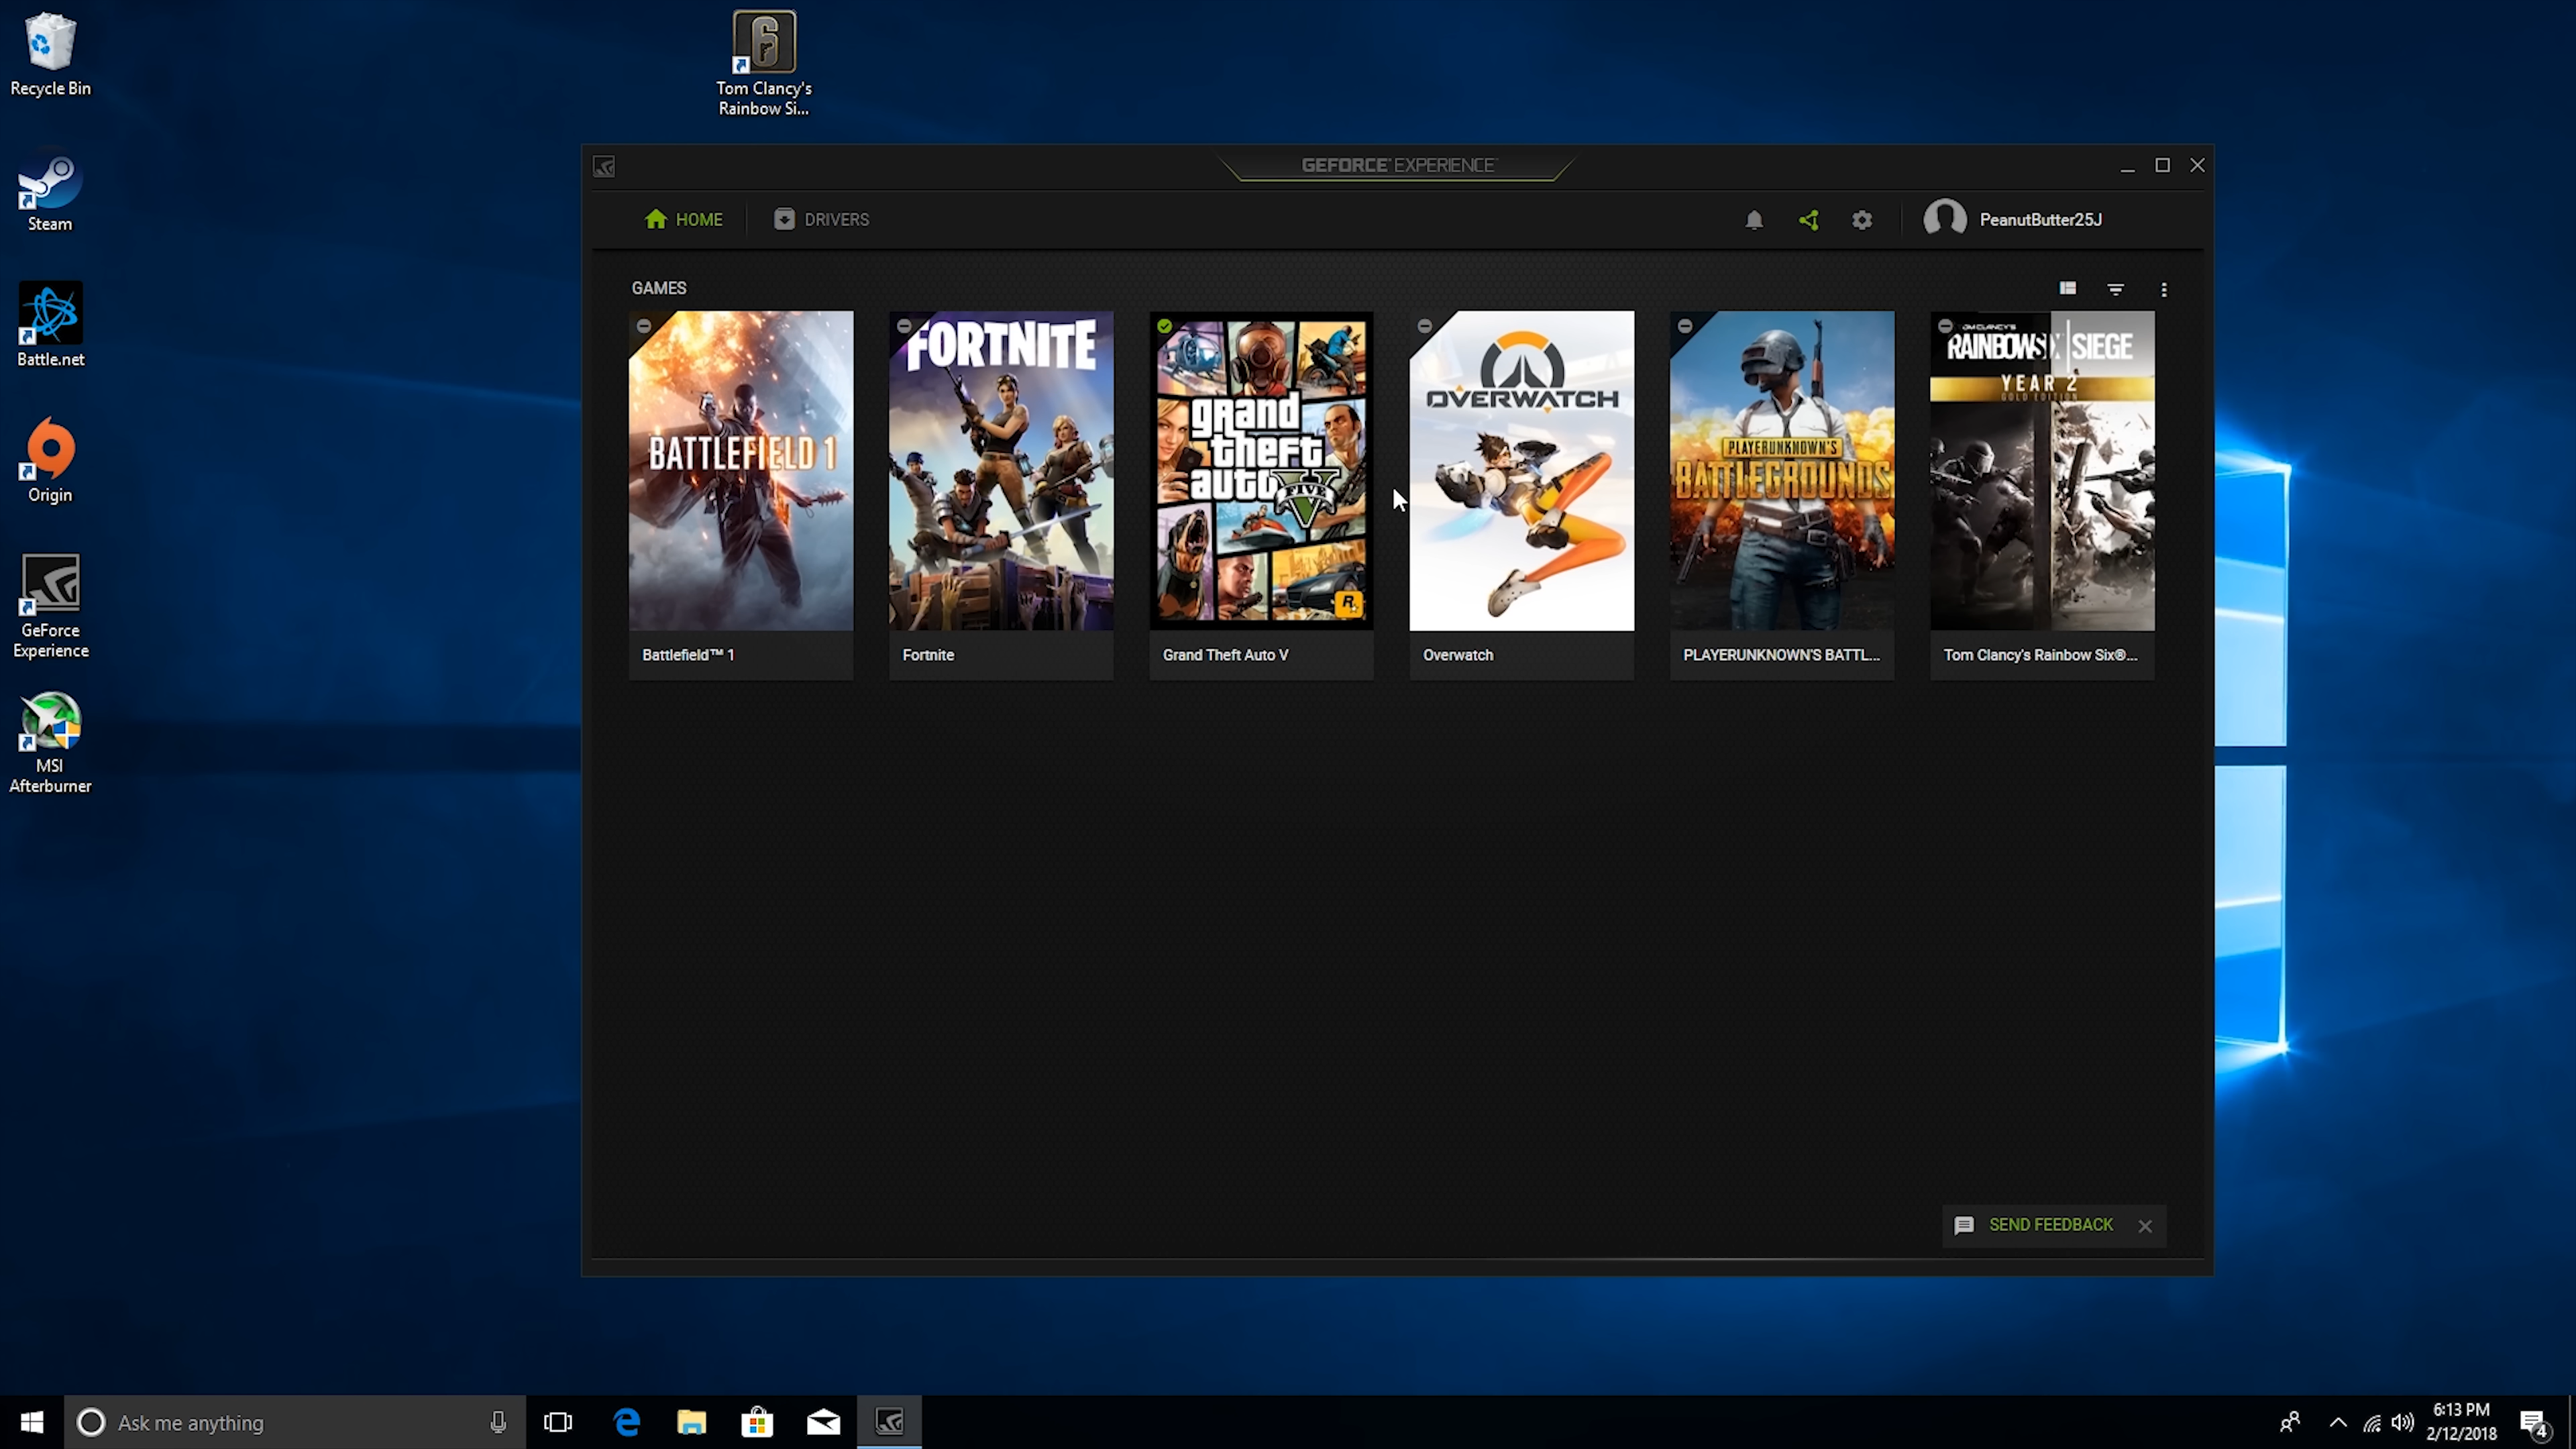 Recycle Bin
Tom Clancy's
Rainbow Si...
Steam
Battle.net
Origin
GeForce
Experience
MSI
Afterburner
GEFORCE EXPERIENCE
HOME
DRIVERS
PeanutButter25J
GAMES
BATTLEFIELD 1
FORTNITE
grand
theft
auto
FIVE
R
OVERWATCH
PLAYERUNKNOWN'S
BATTLEGROUNDS
TOM CLANCY'S
RAINBOWSIX|SIEGE
YEAR 2
GOLD EDITION
Battlefield™ 1
Fortnite
Grand Theft Auto V
Overwatch
PLAYERUNKNOWN'S BATTL...
Tom Clancy's Rainbow Six®...
SEND FEEDBACK
Ask me anything
6:13 PM
2/12/2018
4